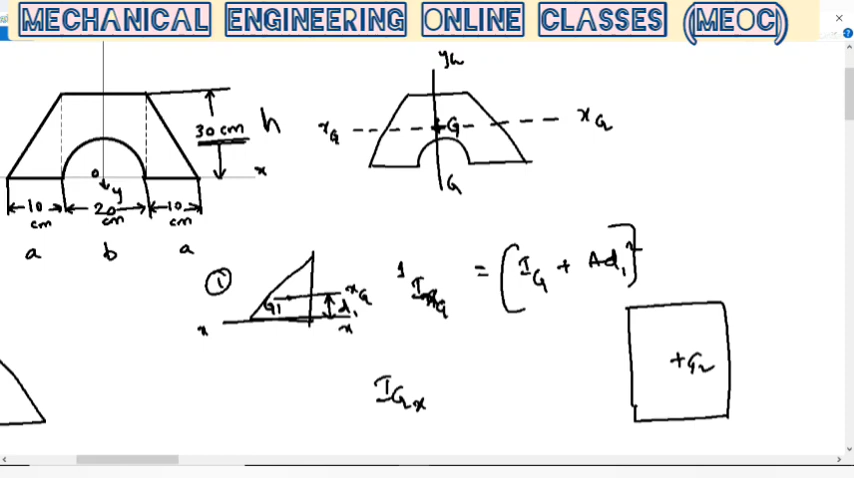 MECHANICAL ENGINEERING ONLINE CLASSES (MEOC)
30 cm h
o
x
y
10 cm
20 cm
10 cm
a b a
yG
xG G xG
G
①
G1 xG
d1
x x
= [IG + Ad1²]
IGx
+G2